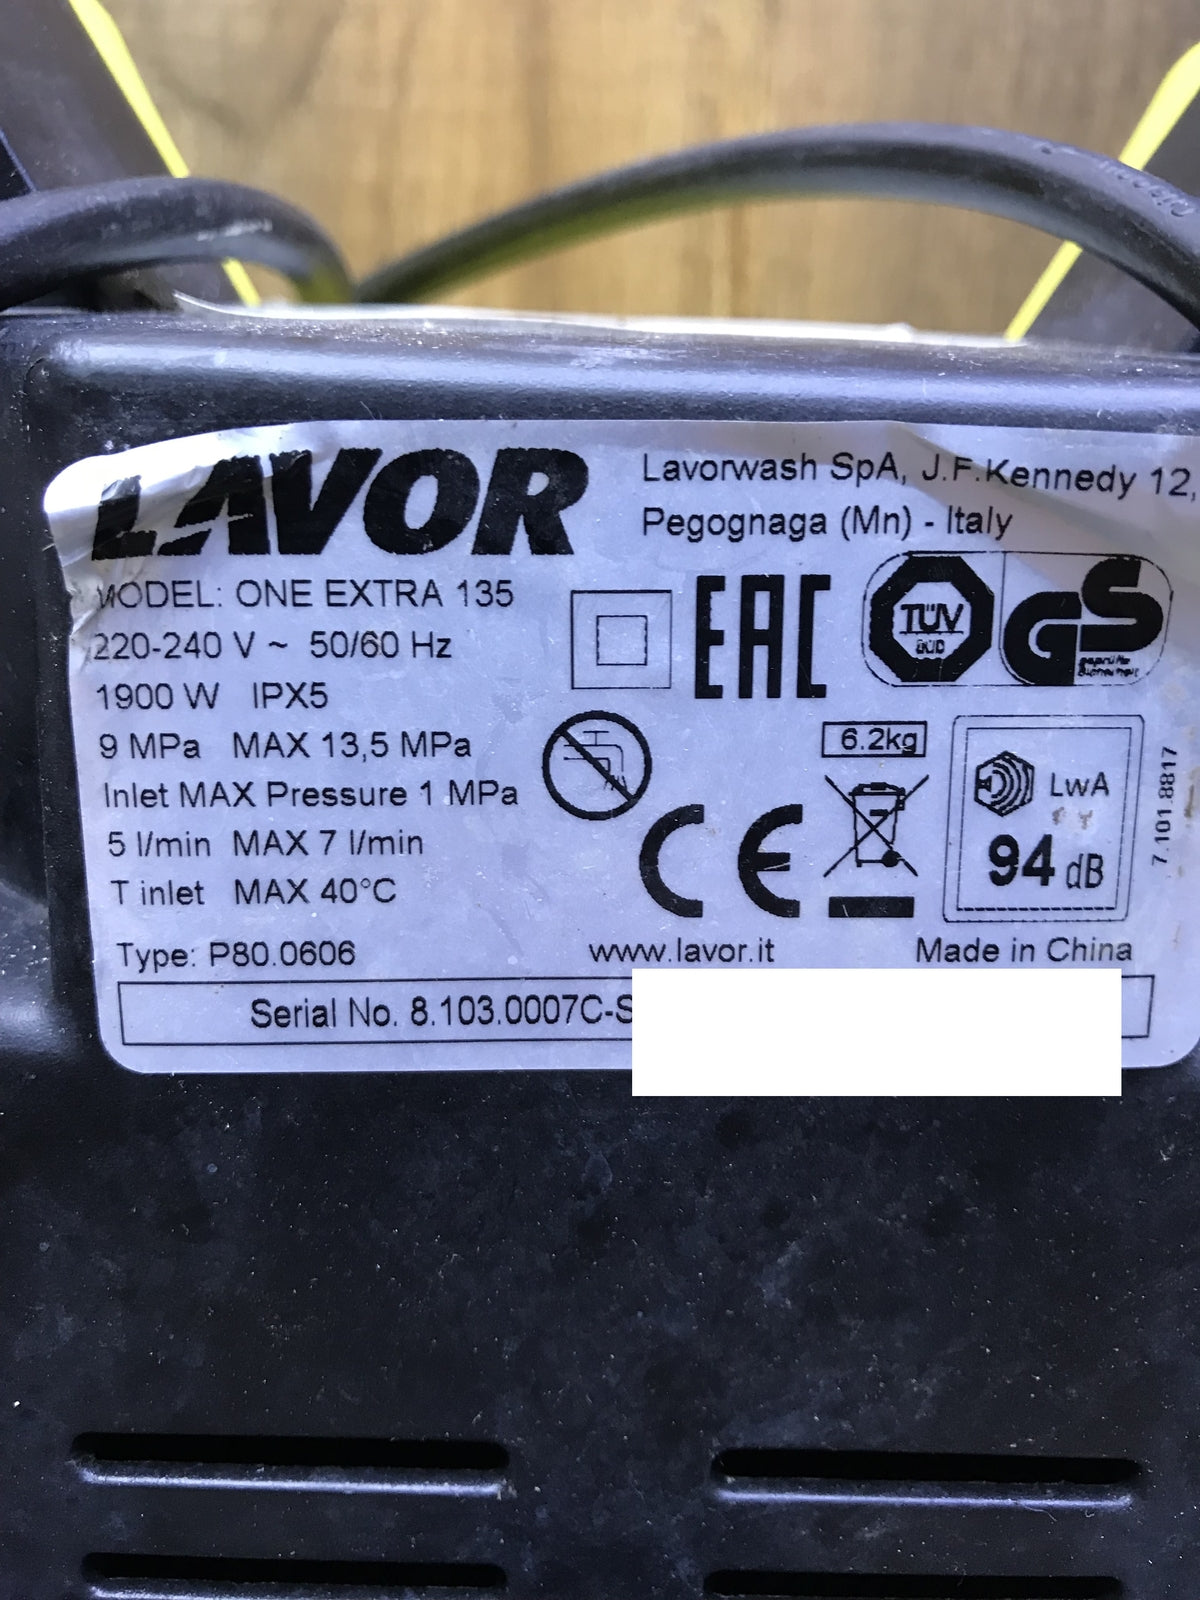 LAVOR
Lavorwash SpA, J.F.Kennedy 12,
Pegognaga (Mn) - Italy
MODEL: ONE EXTRA 135
220-240 V ~ 50/60 Hz
1900 W IPX5
9 MPa MAX 13,5 MPa
Inlet MAX Pressure 1 MPa
5 l/min MAX 7 l/min
T inlet MAX 40°C
EAC
TÜV
SÜD
GS
geprüfte
Sicherheit
6.2kg
CE
LwA
94 dB
7.101.8817
Type: P80.0606
www.lavor.it
Made in China
Serial No. 8.103.0007C-S